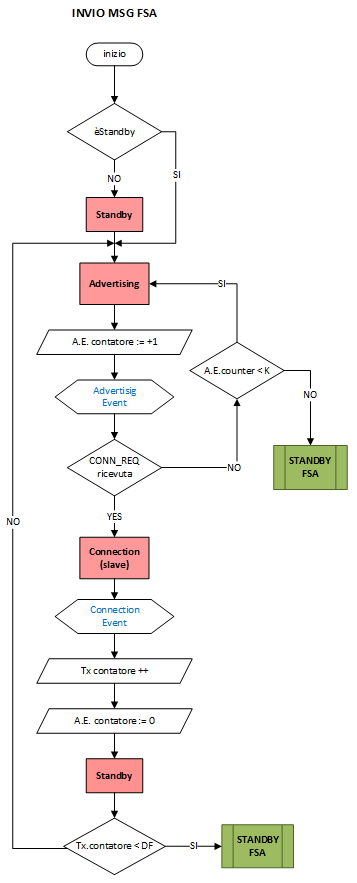 INVIO MSG FSA
inizio
èStandby
NO
SI
Standby
Advertising
SI
A.E. contatore := +1
A.E.counter < K
Advertisig
Event
NO
CONN_REQ
ricevuta
NO
STANDBY
FSA
YES
NO
Connection
(slave)
Connection
Event
Tx contatore ++
A.E. contatore := 0
Standby
Tx.contatore < DF
SI
STANDBY
FSA